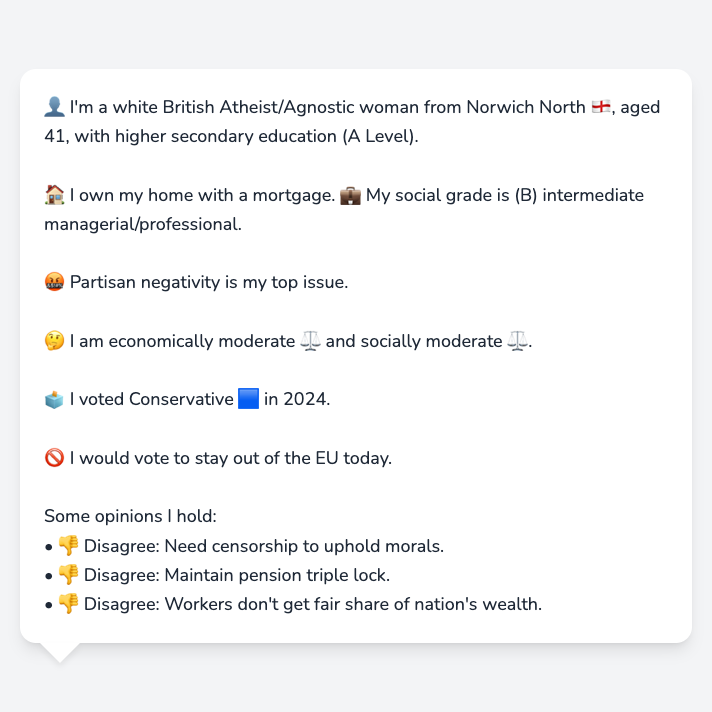 👤 I'm a white British Atheist/Agnostic woman from Norwich North 🏴󠁧󠁢󠁥󠁮󠁧󠁿, aged
41, with higher secondary education (A Level).
🏠 I own my home with a mortgage. 💼 My social grade is (B) intermediate
managerial/professional.
🤬 Partisan negativity is my top issue.
🤔 I am economically moderate ⚖️ and socially moderate ⚖️.
🗳️ I voted Conservative 🟦 in 2024.
🚫 I would vote to stay out of the EU today.
Some opinions I hold:
• 👎 Disagree: Need censorship to uphold morals.
• 👎 Disagree: Maintain pension triple lock.
• 👎 Disagree: Workers don't get fair share of nation's wealth.